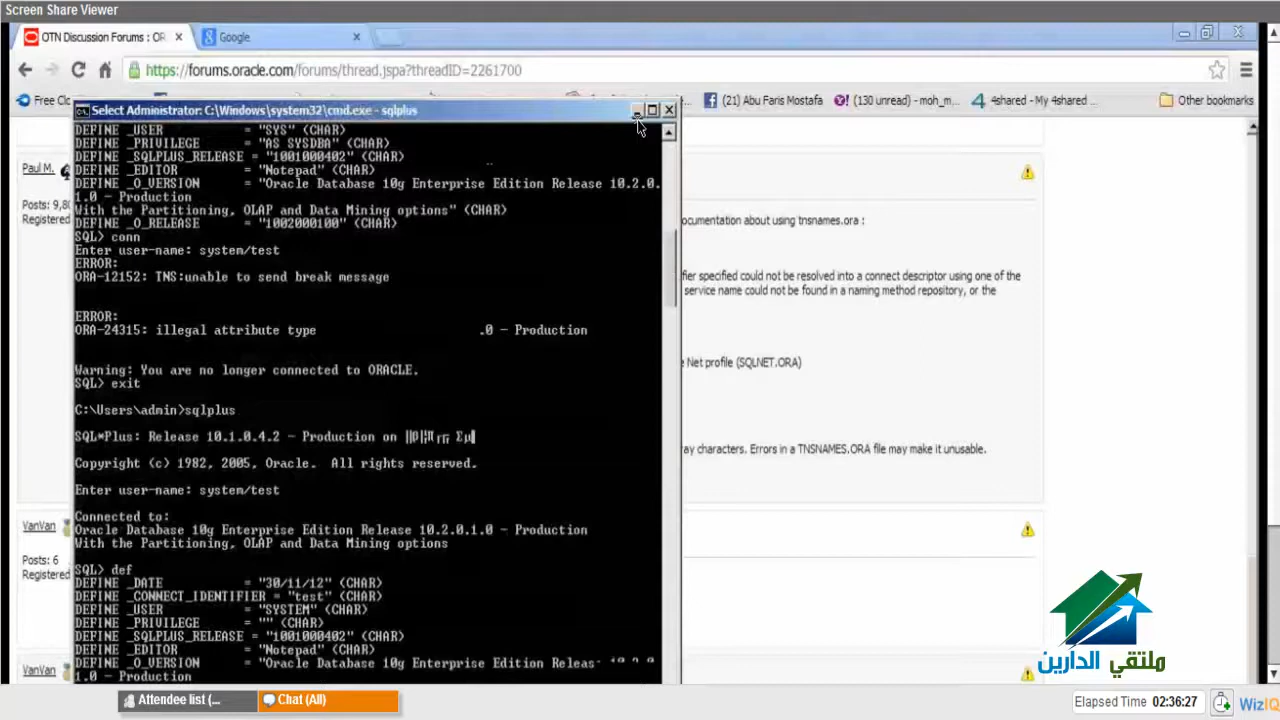 Screen Share Viewer
OTN Discussion Forums : OR
Google
https://forums.oracle.com/forums/thread.jspa?threadID=2261700
Free Clo
(21) Abu Faris Mostafa
(130 unread) - moh_m...
4shared - My 4shared ...
Other bookmarks
Select Administrator: C:\Windows\system32\cmd.exe - sqlplus
DEFINE _USER = "SYS" (CHAR)
DEFINE _PRIVILEGE = "AS SYSDBA" (CHAR)
DEFINE _SQLPLUS_RELEASE = "1001000402" (CHAR)
DEFINE _EDITOR = "Notepad" (CHAR)
DEFINE _O_VERSION = "Oracle Database 10g Enterprise Edition Release 10.2.0.
1.0 - Production
With the Partitioning, OLAP and Data Mining options" (CHAR)
DEFINE _O_RELEASE = "1002000100" (CHAR)
SQL> conn
Enter user-name: system/test
ERROR:
ORA-12152: TNS:unable to send break message
ERROR:
ORA-24315: illegal attribute type .0 - Production
Warning: You are no longer connected to ORACLE.
SQL> exit
C:\Users\admin>sqlplus
SQL*Plus: Release 10.1.0.4.2 - Production on
Copyright (c) 1982, 2005, Oracle. All rights reserved.
Enter user-name: system/test
Connected to:
Oracle Database 10g Enterprise Edition Release 10.2.0.1.0 - Production
With the Partitioning, OLAP and Data Mining options
SQL> def
DEFINE _DATE = "30/11/12" (CHAR)
DEFINE _CONNECT_IDENTIFIER = "test" (CHAR)
DEFINE _USER = "SYSTEM" (CHAR)
DEFINE _PRIVILEGE = "" (CHAR)
DEFINE _SQLPLUS_RELEASE = "1001000402" (CHAR)
DEFINE _EDITOR = "Notepad" (CHAR)
DEFINE _O_VERSION = "Oracle Database 10g Enterprise Edition
1.0 - Production
Paul M.
Posts: 9,80
Registered
ocumentation about using tnsnames.ora :
fier specified could not be resolved into a connect descriptor using one of the
service name could not be found in a naming method repository, or the
e Net profile (SQLNET.ORA)
ay characters. Errors in a TNSNAMES.ORA file may make it unusable.
VanVan
Posts: 6
Registered
VanVan
ملتقي الدارين
Attendee list (...
Chat (All)
Elapsed Time 02:36:27
WizIQ